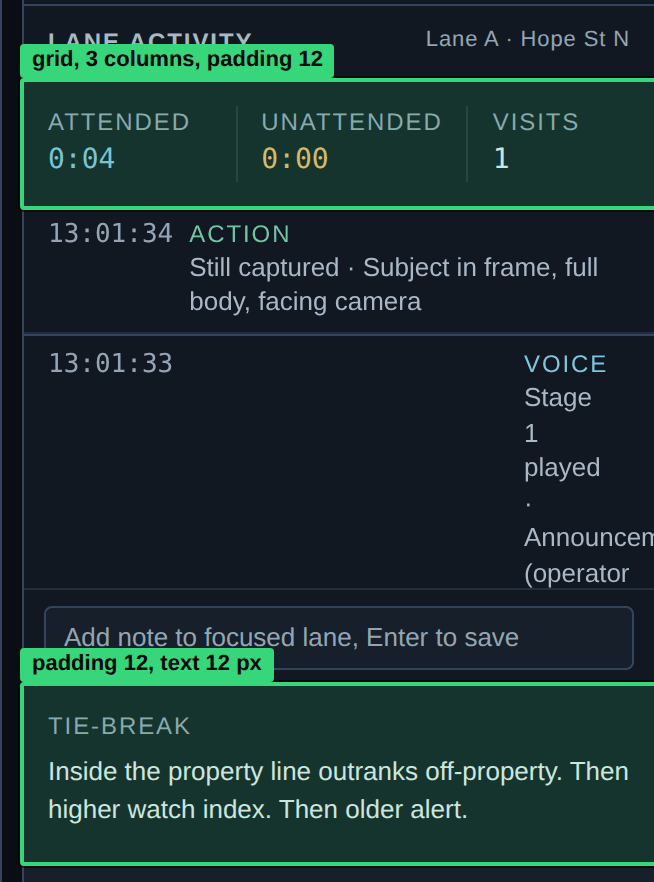 LANE ACTIVITY
Lane A · Hope St N
grid, 3 columns, padding 12
ATTENDED
UNATTENDED
VISITS
0:04
0:00
1
13:01:34 ACTION
Still captured · Subject in frame, full
body, facing camera
13:01:33
VOICE
Stage
1
played
·
Announcem
(operator
Add note to focused lane, Enter to save
padding 12, text 12 px
TIE-BREAK
Inside the property line outranks off-property. Then
higher watch index. Then older alert.